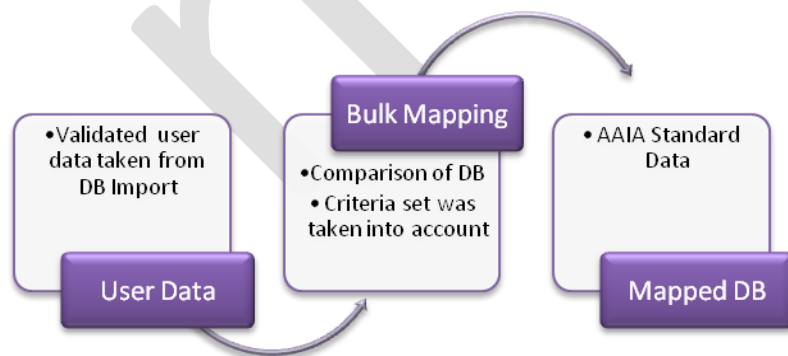 •Validated user
data taken from
DB Import
User Data
Bulk Mapping
•Comparison of DB
• Criteria set was
taken into account
• AAIA Standard
Data
Mapped DB